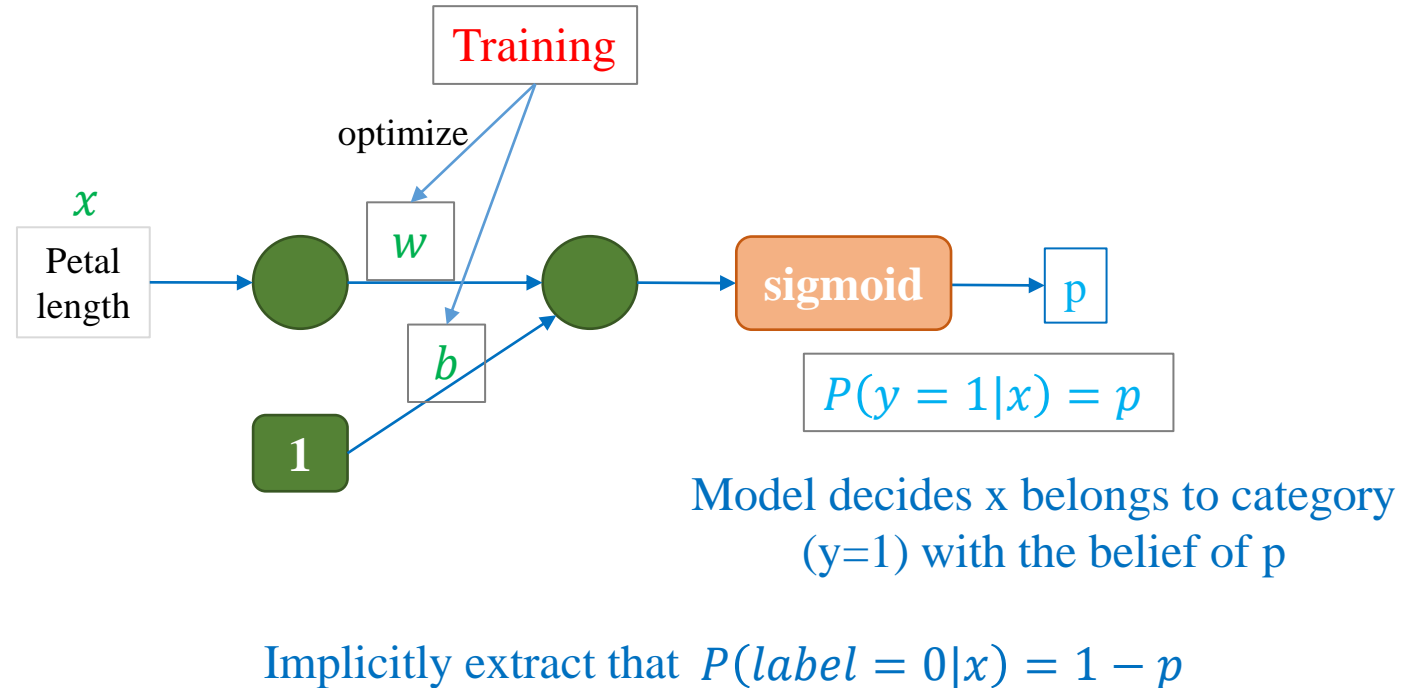 Training
optimize
x
Petal
length
w
sigmoid
p
b
P(y = 1|x) = p
1
Model decides x belongs to category
(y=1) with the belief of p
Implicitly extract that P(label = 0|x) = 1 − p